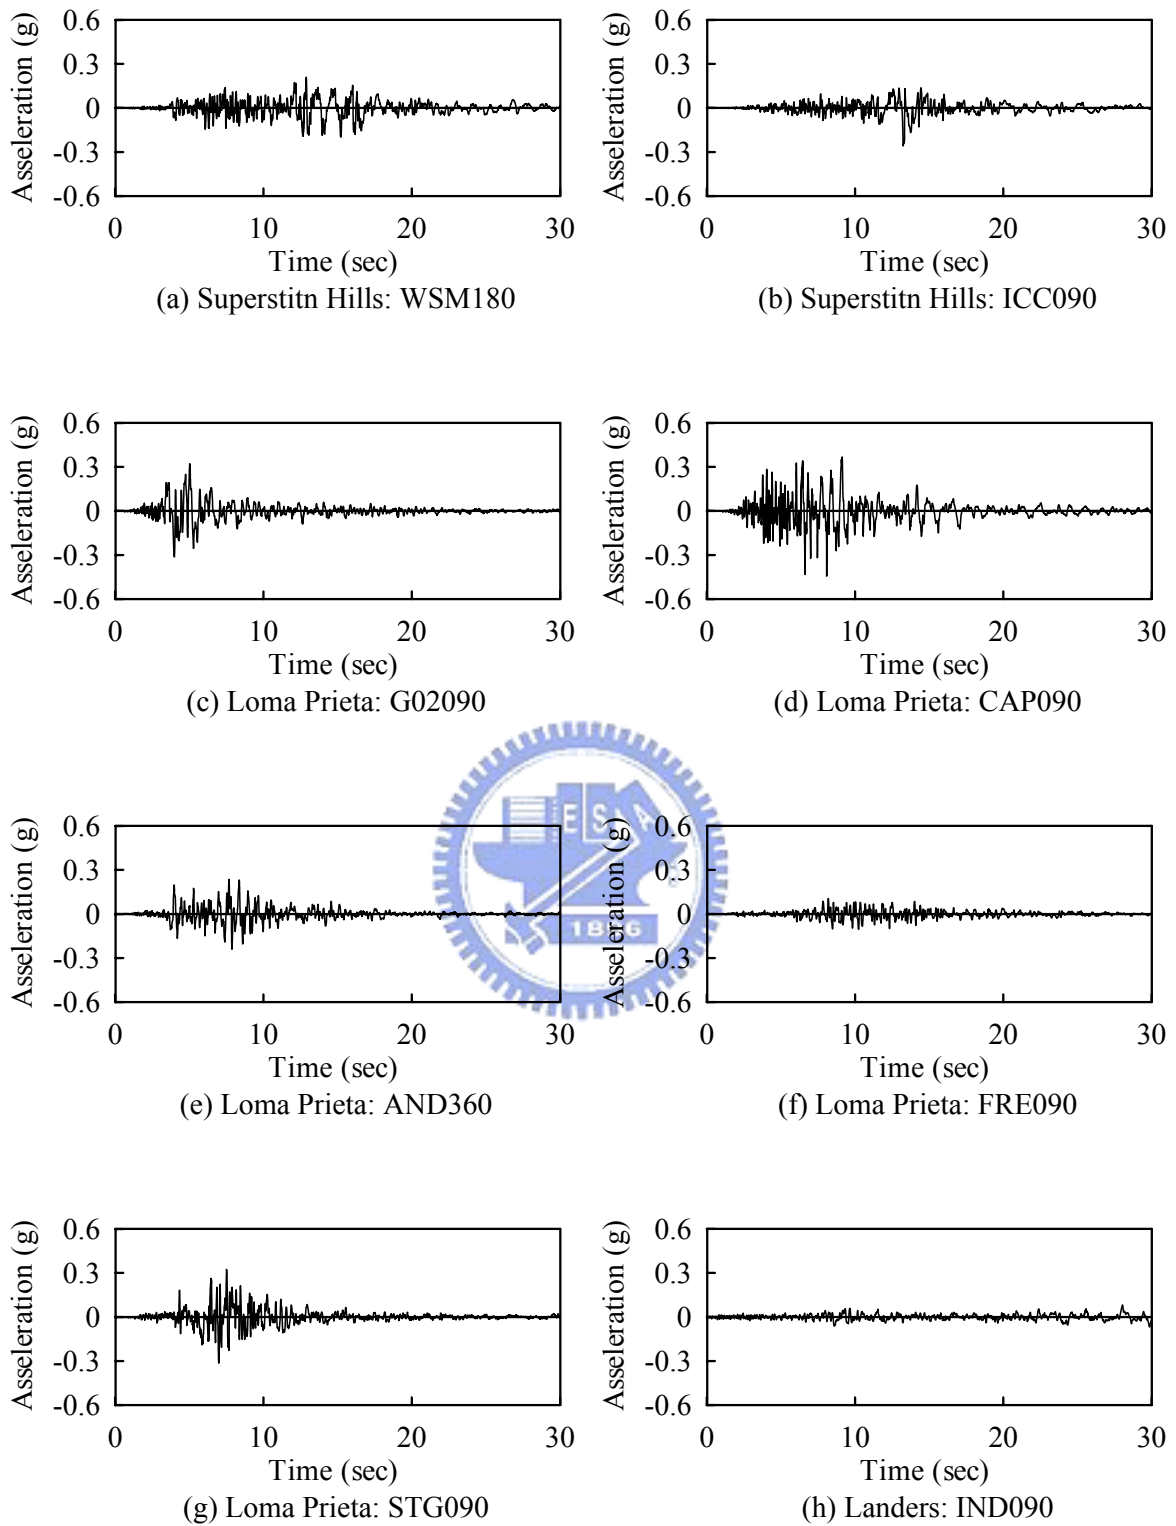 Asseleration (g)
0.6
0.3
0
-0.3
-0.6
0 10 20 30
Time (sec)
(a) Superstitn Hills: WSM180
Asseleration (g)
0.6
0.3
0
-0.3
-0.6
0 10 20 30
Time (sec)
(b) Superstitn Hills: ICC090
Asseleration (g)
0.6
0.3
0
-0.3
-0.6
0 10 20 30
Time (sec)
(c) Loma Prieta: G02090
Asseleration (g)
0.6
0.3
0
-0.3
-0.6
0 10 20 30
Time (sec)
(d) Loma Prieta: CAP090
ESA
1896
Asseleration (g)
0.6
0.3
0
-0.3
-0.6
0 10 20 30
Time (sec)
(e) Loma Prieta: AND360
Asseleration (g)
0.6
0.3
0
-0.3
-0.6
0 10 20 30
Time (sec)
(f) Loma Prieta: FRE090
Asseleration (g)
0.6
0.3
0
-0.3
-0.6
0 10 20 30
Time (sec)
(g) Loma Prieta: STG090
Asseleration (g)
0.6
0.3
0
-0.3
-0.6
0 10 20 30
Time (sec)
(h) Landers: IND090